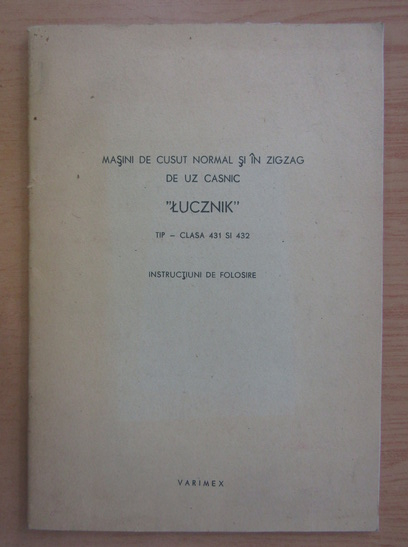 MAŞINI DE CUSUT NORMAL ŞI ÎN ZIGZAG
DE UZ CASNIC
"ŁUCZNIK"
TIP – CLASA 431 SI 432
INSTRUCŢIUNI DE FOLOSIRE
VARIMEX